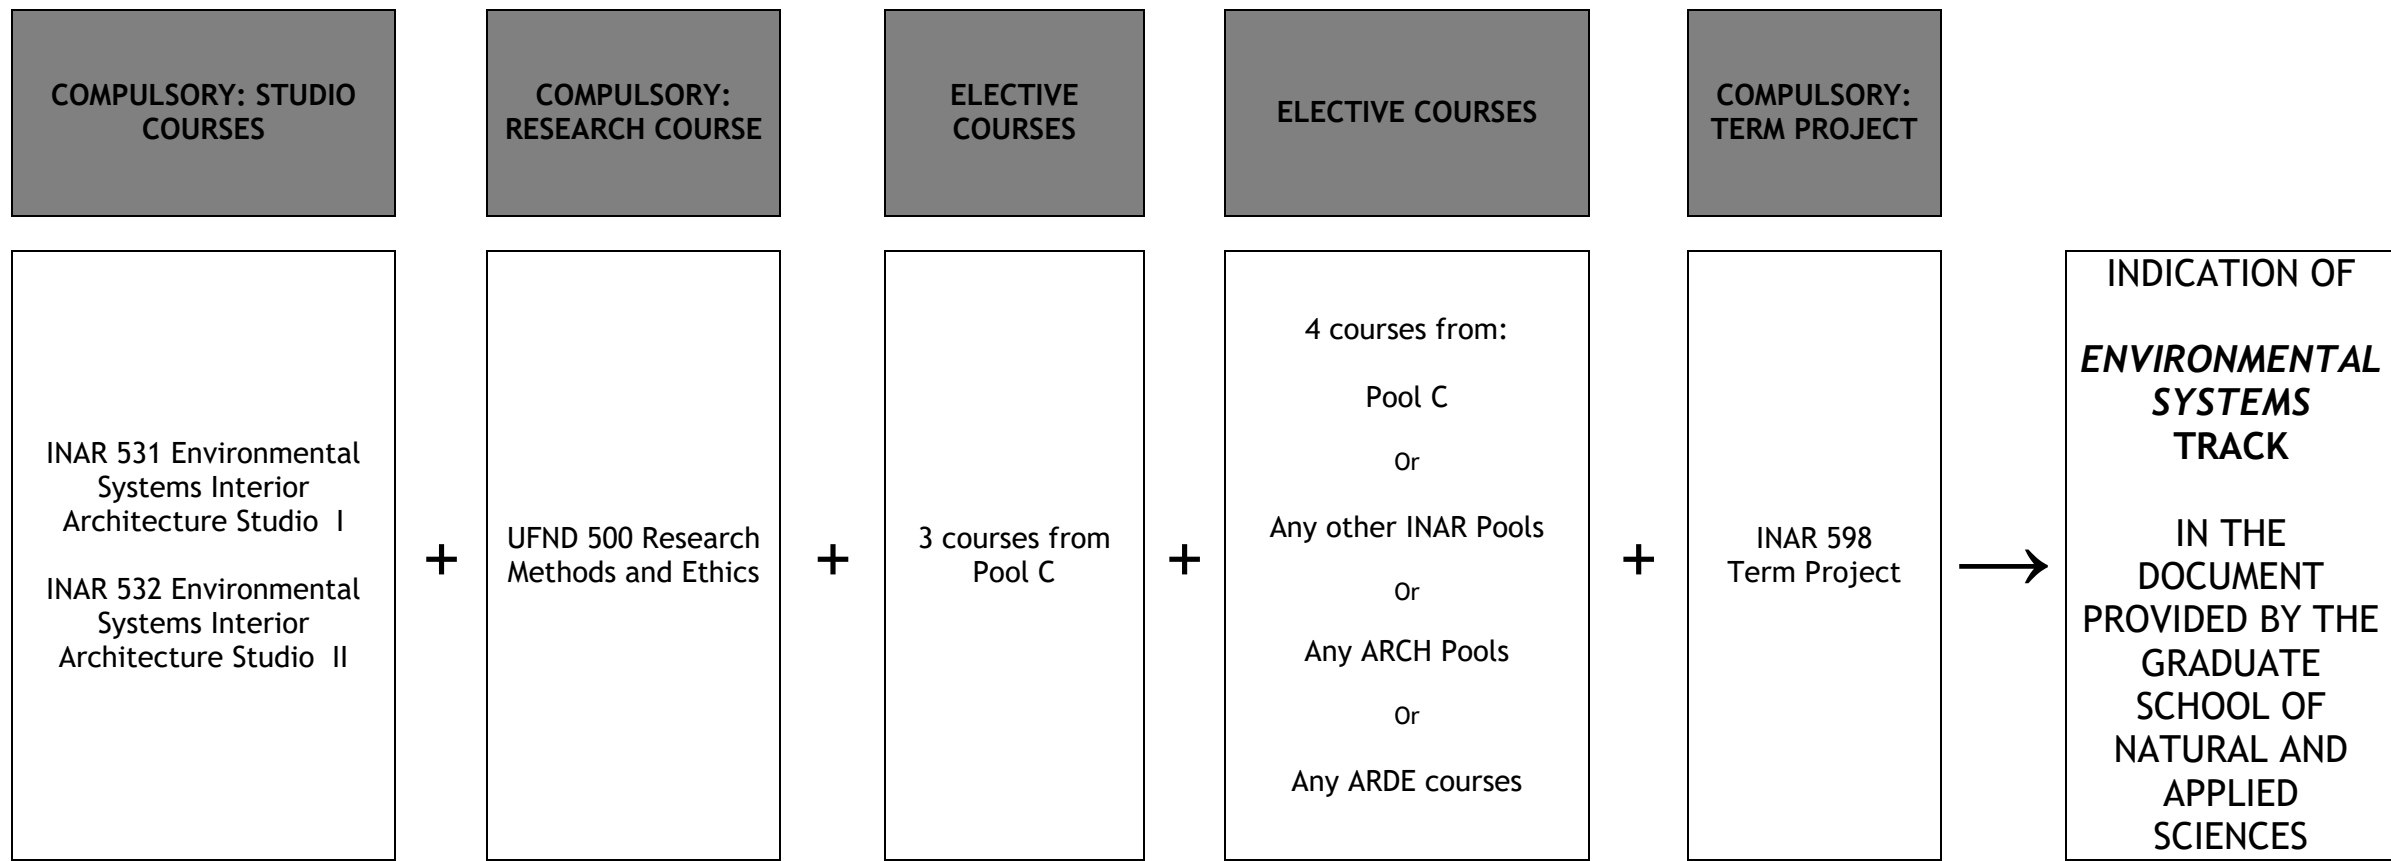 COMPULSORY: STUDIO
COURSES
COMPULSORY:
RESEARCH COURSE
ELECTIVE
COURSES
ELECTIVE COURSES
COMPULSORY:
TERM PROJECT
INAR 531 Environmental
Systems Interior
Architecture Studio I
INAR 532 Environmental
Systems Interior
Architecture Studio II
+
UFND 500 Research
Methods and Ethics
+
3 courses from
Pool C
+
4 courses from:
Pool C
Or
Any other INAR Pools
Or
Any ARCH Pools
Or
Any ARDE courses
+
INAR 598
Term Project
→
INDICATION OF
ENVIRONMENTAL
SYSTEMS
TRACK
IN THE
DOCUMENT
PROVIDED BY THE
GRADUATE
SCHOOL OF
NATURAL AND
APPLIED
SCIENCES